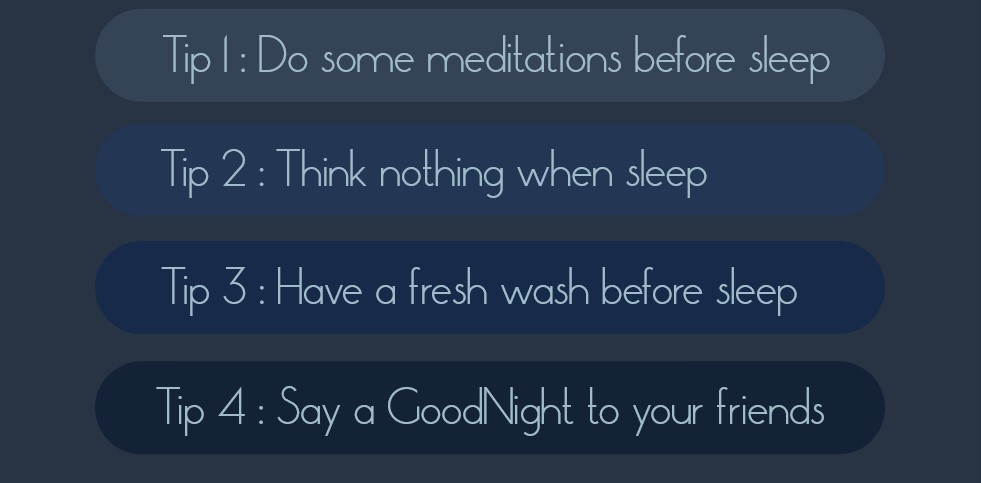 Tip 1 : Do some meditations before sleep
Tip 2 : Think nothing when sleep
Tip 3 : Have a fresh wash before sleep
Tip 4 : Say a GoodNight to your friends